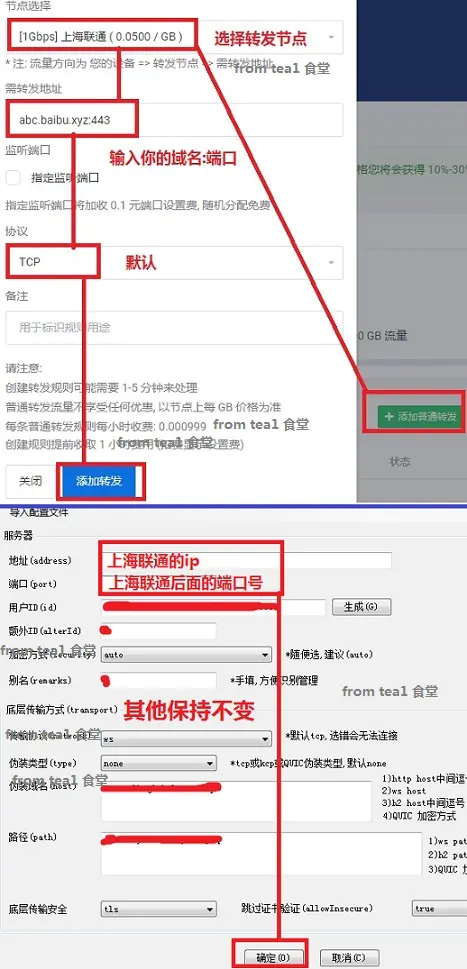 节点选择
[1Gbps] 上海联通 ( 0.0500 / GB )
选择转发节点
* 注: 流量方向为 您的设备 => 转发节点 => 需转发地址
from tea1 食堂
需转发地址
abc.baibu.xyz:443
监听端口
输入你的域名:端口
格您将会获得 10%-30%
指定监听端口
指定监听端口将加收 0.1 元端口设置费, 随机分配免费
协议
TCP
默认
备注
用于标识规则用途
0 GB 流量
请注意:
创建转发规则可能需要 1-5 分钟来处理
普通转发流量不享受任何优惠, 以节点上每 GB 价格为准
每条普通转发规则每小时收费: 0.000999
from tea1 食堂
+ 添加普通转发
创建规则提前收取 1 小时费用
设置费)
from tea1 食堂
状态
关闭
添加转发
导入配置文件
服务器
地址(address)
上海联通的ip
端口(port)
上海联通后面的端口号
用户ID(id)
生成(G)
额外ID(alterId)
from tea1 食堂
加密方式(security)
auto
*随便选,建议(auto)
别名(remarks)
*手填,方便识别管理
from tea1 食堂
底层传输方式(transport)
其他保持不变
from tea1 食堂
ws
*默认tcp,选错会无法连接
伪装类型(type)
none
*tcp或kcp或QUIC伪装类型,默认none
from tea1 食堂
伪装域名(host)
1)http host中间逗号
2)ws host
3)h2 host中间逗号
4)QUIC 加密方式
路径(path)
1)ws pat
2)h2 pat
3)QUIC 加
底层传输安全
tls
跳过证书验证(allowInsecure)
true
确定(O)
取消(C)